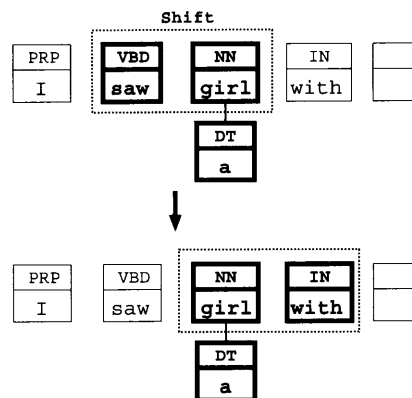 Shift
PRP VBD NN IN
I saw girl with
DT
a
PRP VBD NN IN
I saw girl with
DT
a